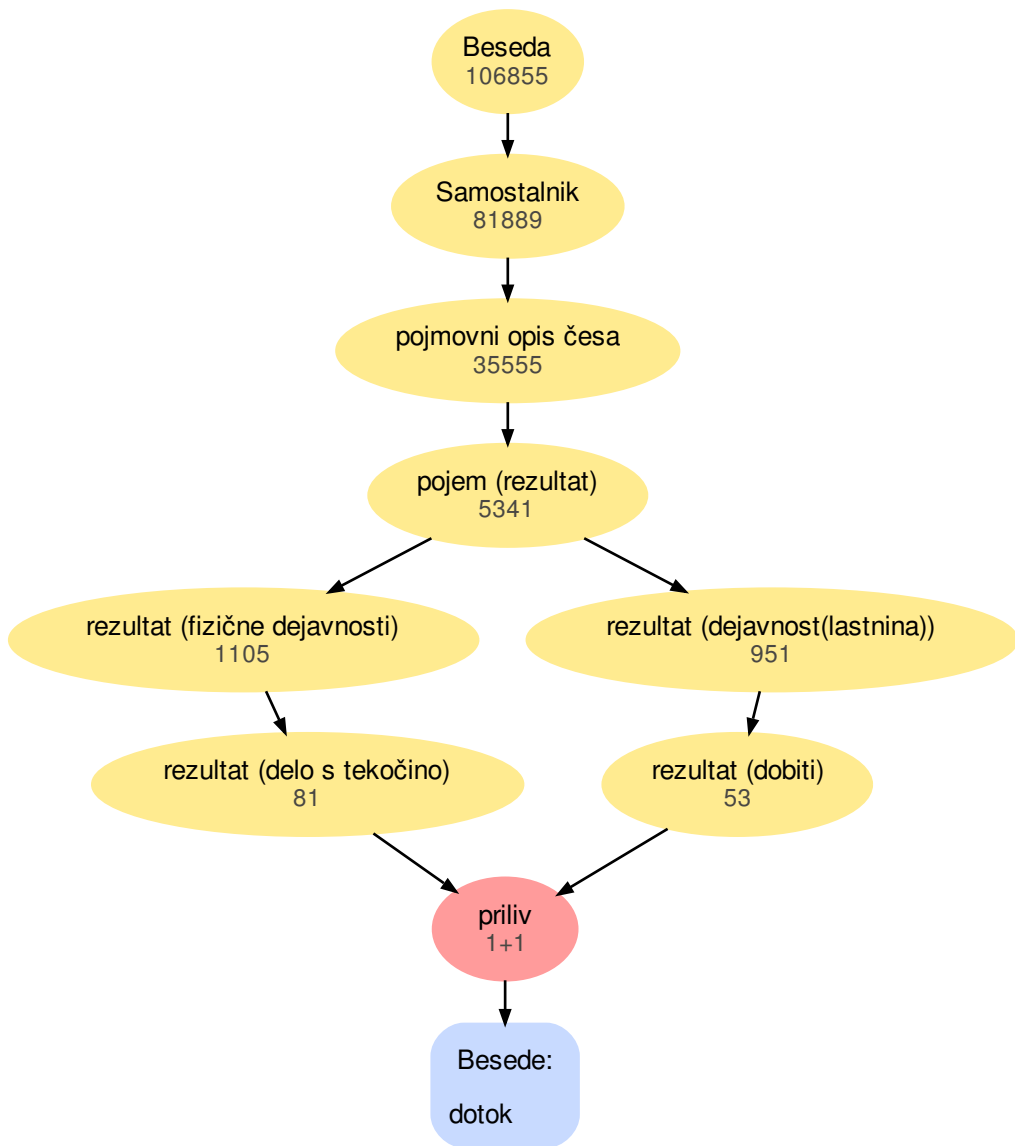 Beseda
106855
Samostalnik
81889
pojmovni opis česa
35555
pojem (rezultat)
5341
rezultat (fizične dejavnosti)
1105
rezultat (dejavnost(lastnina))
951
rezultat (delo s tekočino)
81
rezultat (dobiti)
53
priliv
1+1
Besede:
dotok